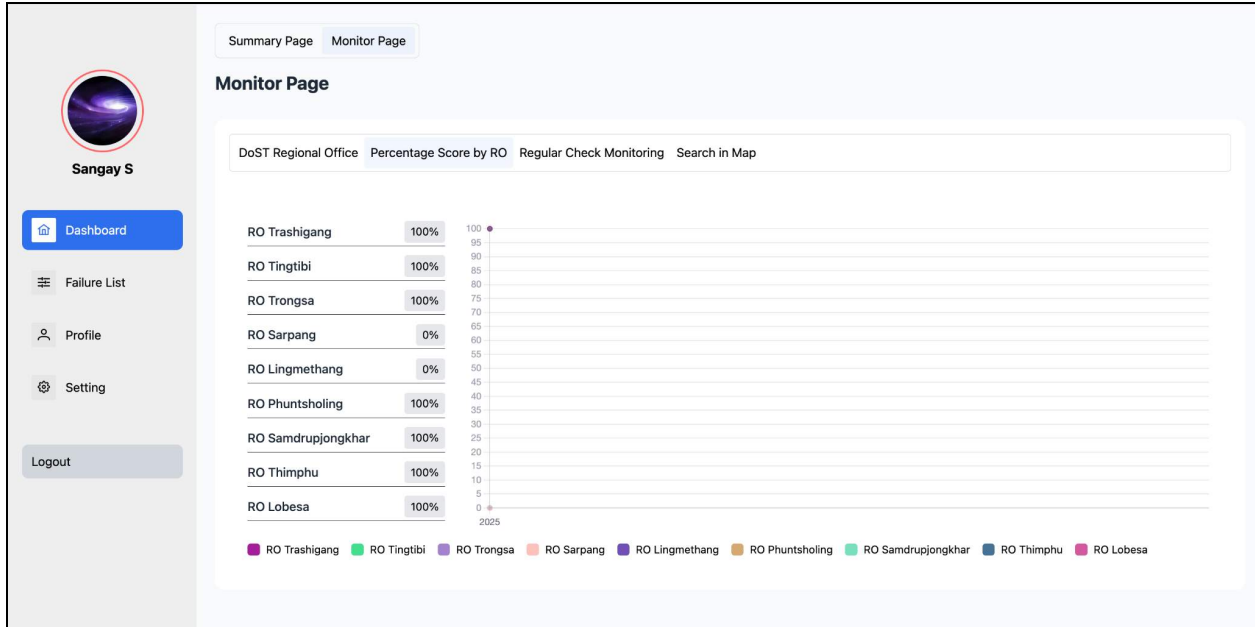 Summary Page Monitor Page
Monitor Page
Sangay S
Dashboard
Failure List
Profile
Setting
Logout
DoST Regional Office Percentage Score by RO Regular Check Monitoring Search in Map
RO Trashigang 100%
RO Tingtibi 100%
RO Trongsa 100%
RO Sarpang 0%
RO Lingmethang 0%
RO Phuntsholing 100%
RO Samdrupjongkhar 100%
RO Thimphu 100%
RO Lobesa 100%
100
95
90
85
80
75
70
65
60
55
50
45
40
35
30
25
20
15
10
5
0
2025
RO Trashigang RO Tingtibi RO Trongsa RO Sarpang RO Lingmethang RO Phuntsholing RO Samdrupjongkhar RO Thimphu RO Lobesa